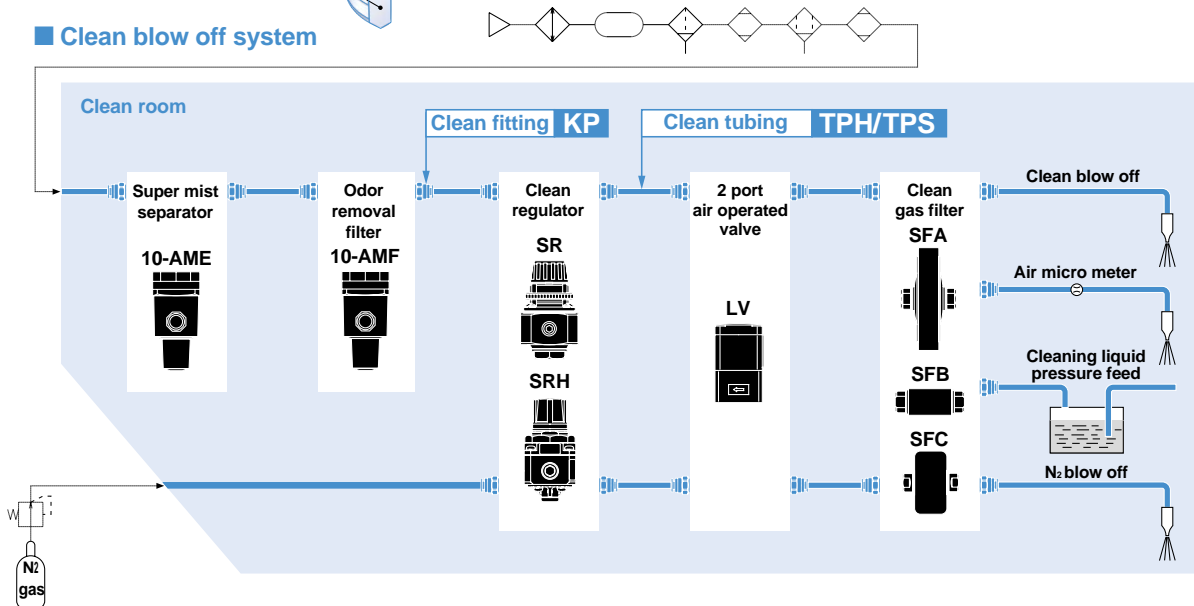 Clean blow off system
Clean room
Clean fitting KP
Clean tubing TPH/TPS
Super mist
separator
10-AME
Odor
removal
filter
10-AMF
Clean
regulator
SR
SRH
2 port
air operated
valve
LV
Clean
gas filter
SFA
SFB
SFC
Clean blow off
Air micro meter
Cleaning liquid
pressure feed
N2 blow off
N2
gas